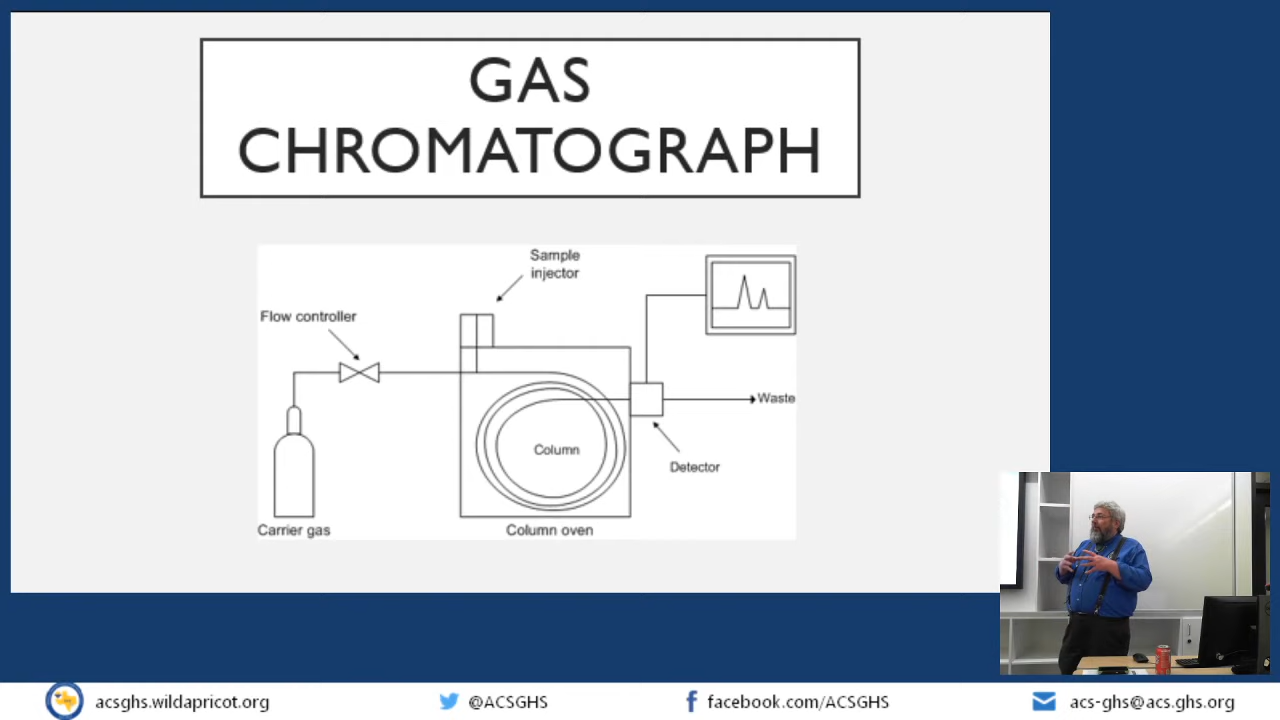 GAS
CHROMATOGRAPH
Sample
injector
Flow controller
Waste
Column
Detector
Carrier gas
Column oven
acsghs.wildapricot.org
@ACSGHS
facebook.com/ACSGHS
acs-ghs@acs.ghs.org